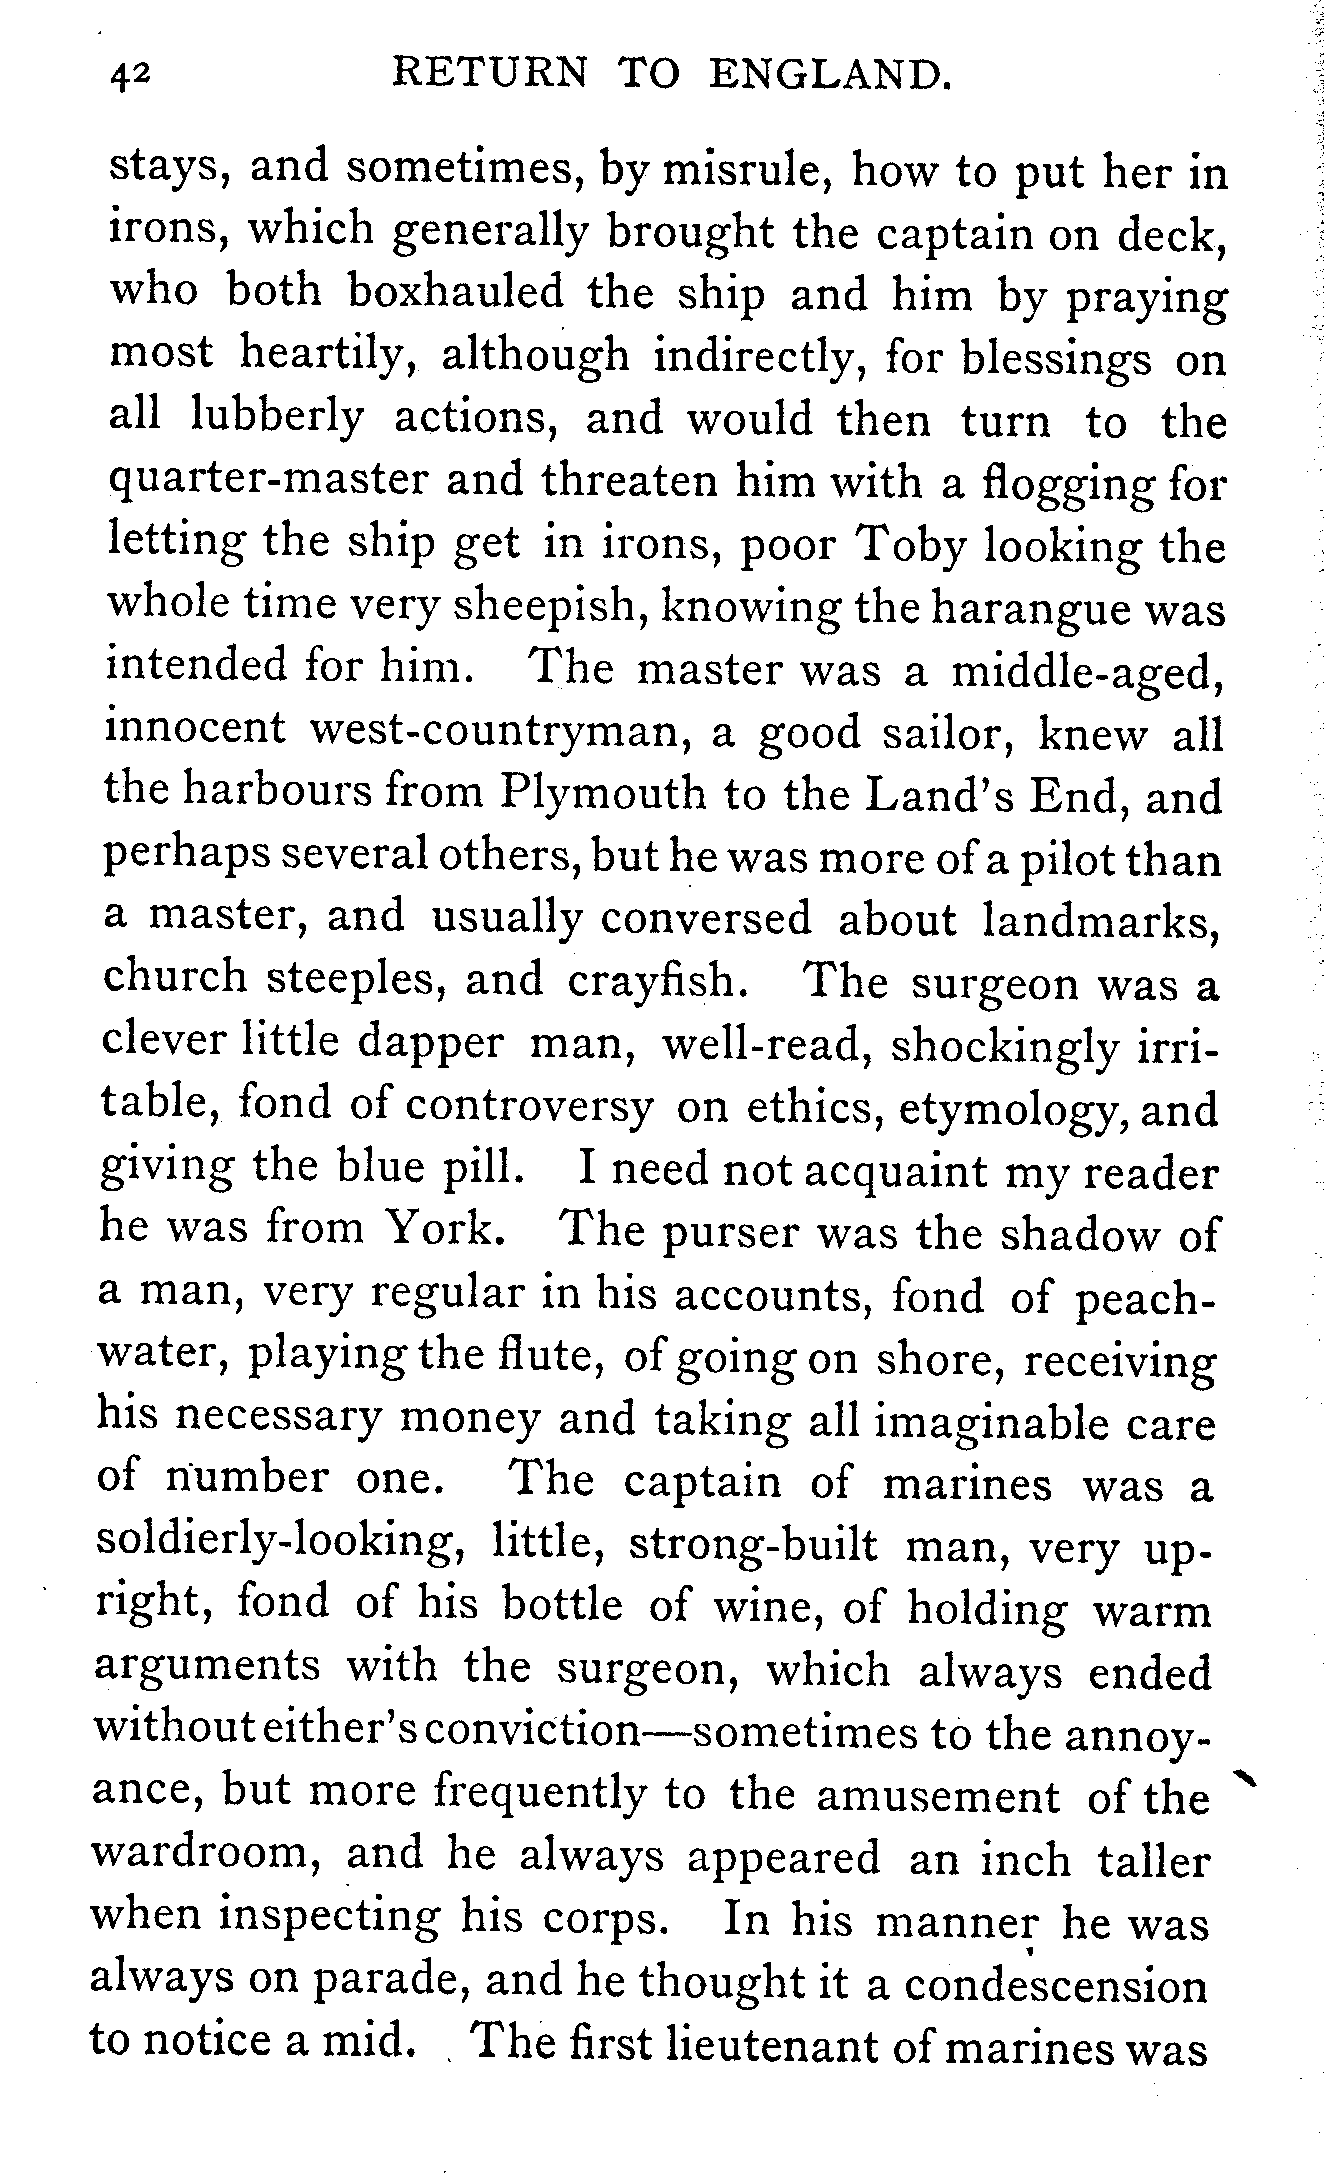 42 RETURN TO ENGLAND.
stays, and sometimes, by misrule, how to put her in
irons, which generally brought the captain on deck,
who both boxhauled the ship and him by praying
most heartily, although indirectly, for blessings on
all lubberly actions, and would then turn to the
quarter-master and threaten him with a flogging for
letting the ship get in irons, poor Toby looking the
whole time very sheepish, knowing the harangue was
intended for him. The master was a middle-aged,
innocent west-countryman, a good sailor, knew all
the harbours from Plymouth to the Land's End, and
perhaps several others, but he was more of a pilot than
a master, and usually conversed about landmarks,
church steeples, and crayfish. The surgeon was a
clever little dapper man, well-read, shockingly irri-
table, fond of controversy on ethics, etymology, and
giving the blue pill. I need not acquaint my reader
he was from York. The purser was the shadow of
a man, very regular in his accounts, fond of peach-
water, playing the flute, of going on shore, receiving
his necessary money and taking all imaginable care
of number one. The captain of marines was a
soldierly-looking, little, strong-built man, very up-
right, fond of his bottle of wine, of holding warm
arguments with the surgeon, which always ended
without either's conviction—sometimes to the annoy-
ance, but more frequently to the amusement of the
wardroom, and he always appeared an inch taller
when inspecting his corps. In his manner he was
always on parade, and he thought it a condescension
to notice a mid. The first lieutenant of marines was